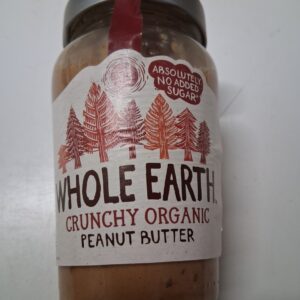 ABSOLUTELY
NO ADDED
SUGAR*
WHOLE EARTH
CRUNCHY ORGANIC
PEANUT BUTTER